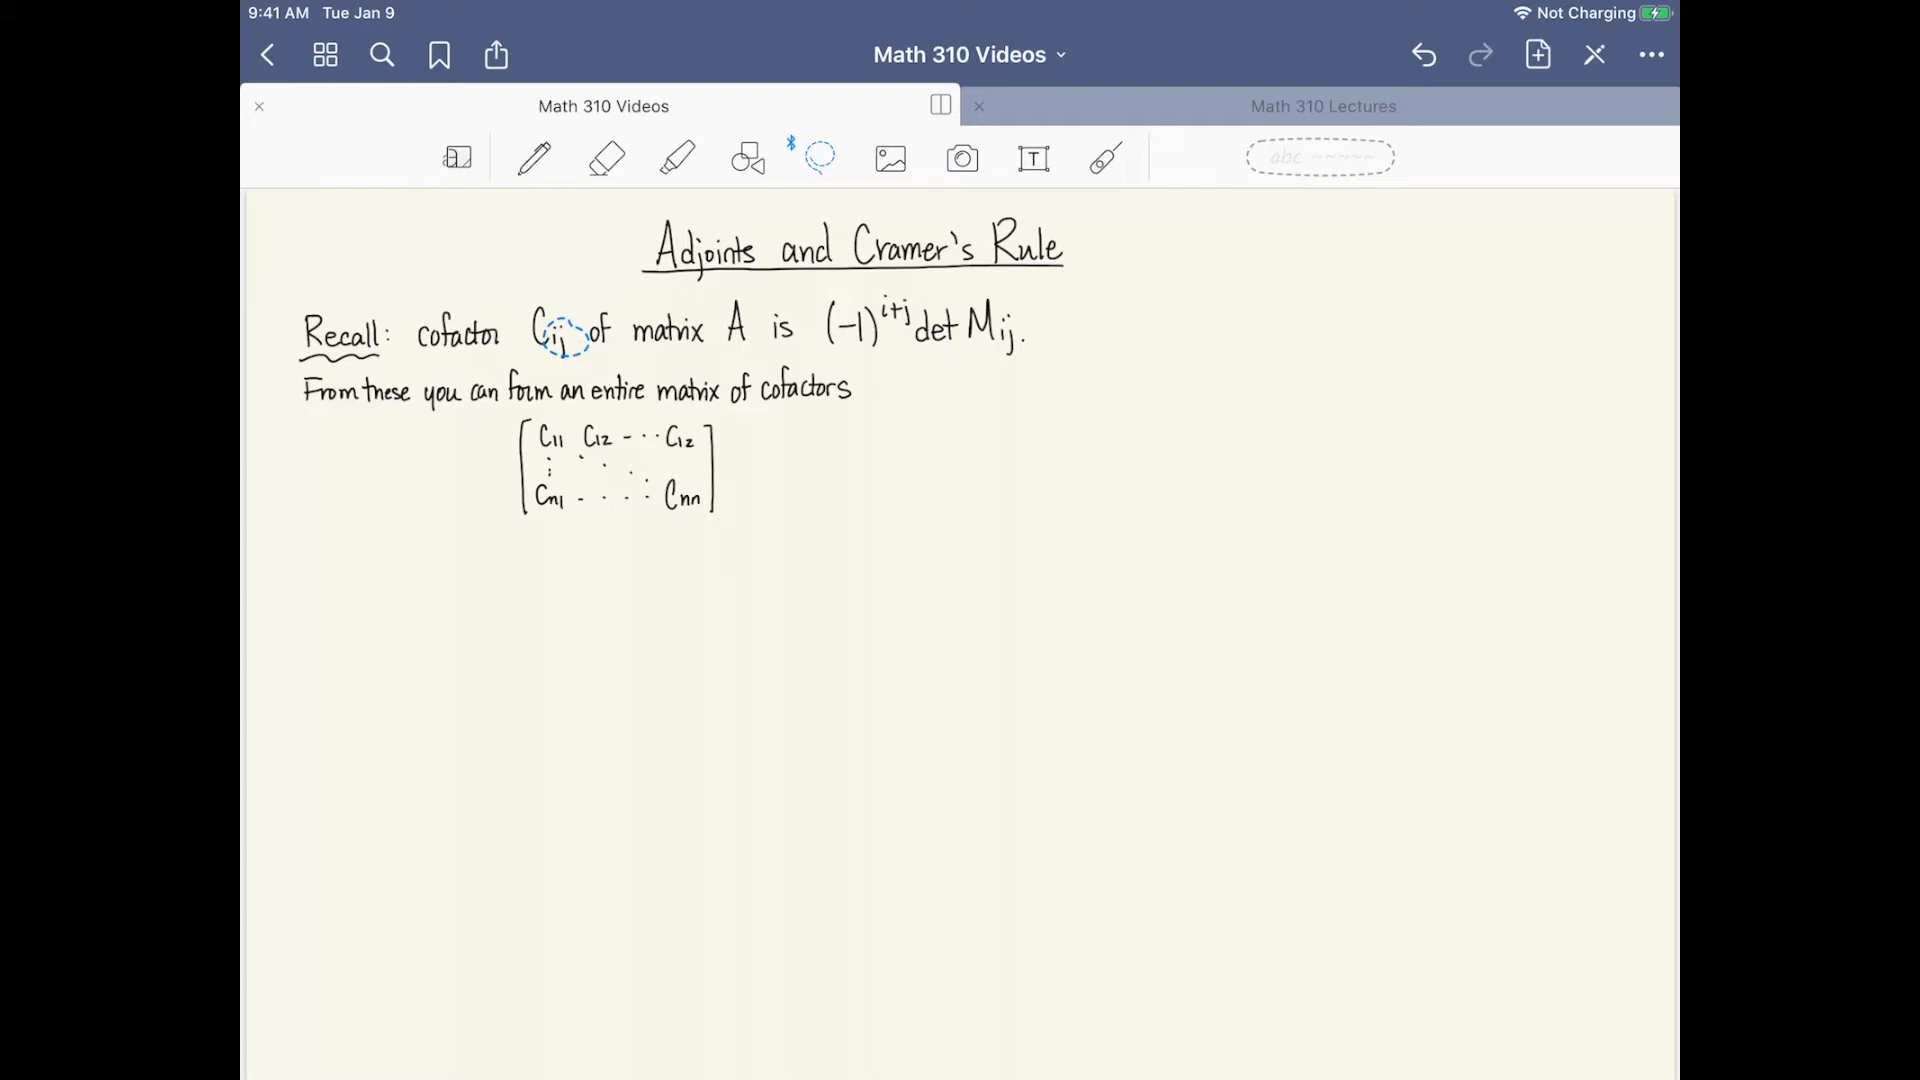 9:41 AM Tue Jan 9 Not Charging
Math 310 Videos
Math 310 Videos Math 310 Lectures
abc
Adjoints and Cramer's Rule
Recall: cofactor Cij of matrix A is (-1)^{i+j} det Mij.
From these you can form an entire matrix of cofactors
C11 C12 - ·· C12
Cn1 - · · · Cnn